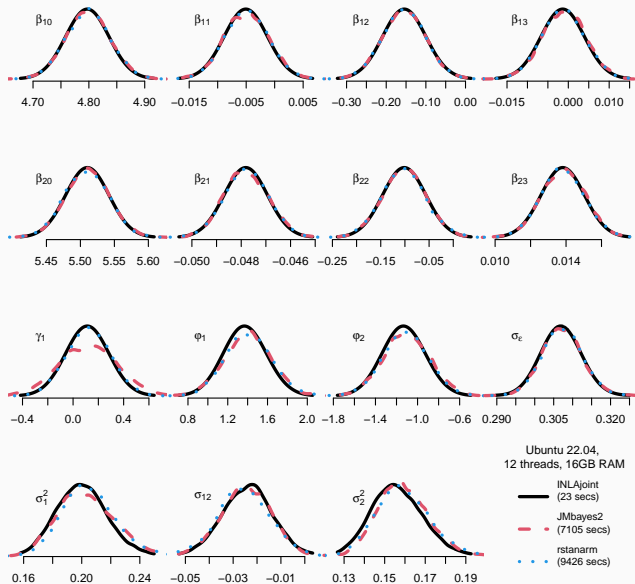 β10 β11 β12 β13
4.70 4.80 4.90 −0.015 −0.005 0.005 −0.30 −0.20 −0.10 0.00 −0.015 0.000 0.010
β20 β21 β22 β23
5.45 5.50 5.55 5.60 −0.050 −0.048 −0.046 −0.25 −0.15 −0.05 0.010 0.014
γ1 φ1 φ2 σε
−0.4 0.0 0.4 0.8 1.2 1.6 2.0 −1.8 −1.4 −1.0 −0.6 0.290 0.305 0.320
Ubuntu 22.04,
12 threads, 16GB RAM
σ²1 σ12 σ²2
INLAjoint
(23 secs)
JMbayes2
(7105 secs)
rstanarm
(9426 secs)
0.16 0.20 0.24 −0.05 −0.03 −0.01 0.13 0.15 0.17 0.19